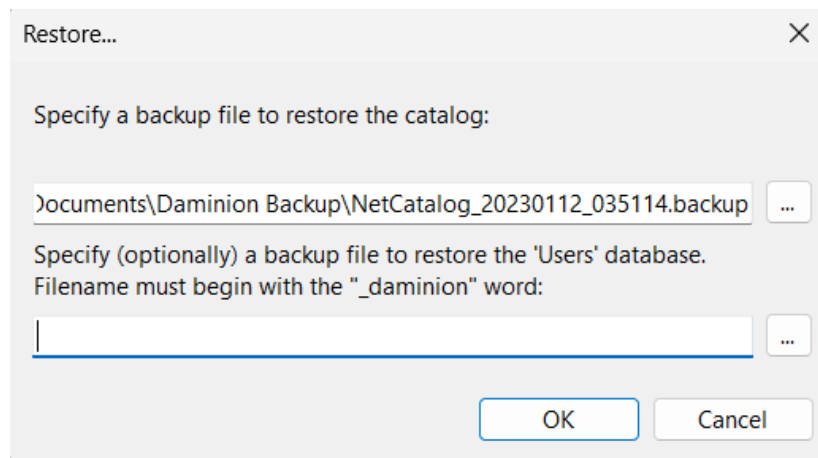 Restore...
Specify a backup file to restore the catalog:
Documents\Daminion Backup\NetCatalog_20230112_035114.backup
...
Specify (optionally) a backup file to restore the 'Users' database.
Filename must begin with the "_daminion" word:
...
OK
Cancel